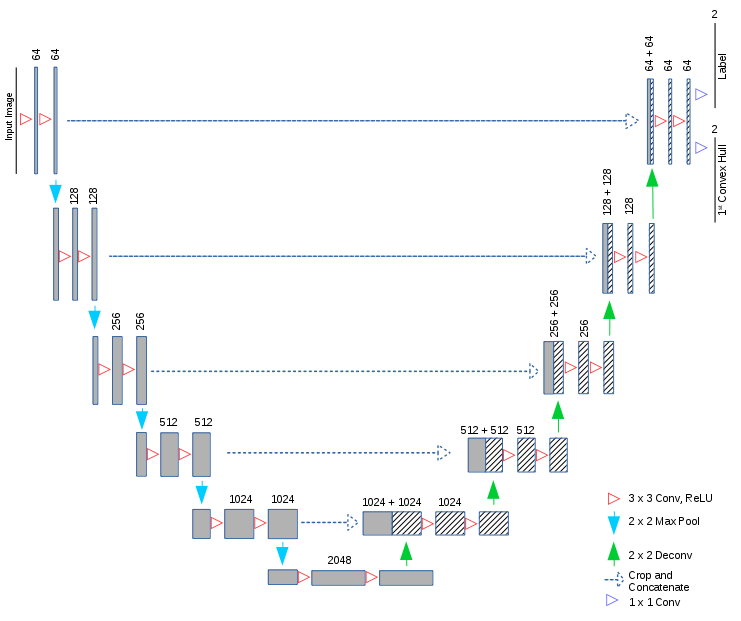 Input Image
64
64
64 + 64
64
64
2
Label
2
1st Convex Hull
128
128
128 + 128
128
256
256
256 + 256
256
512
512
512 + 512
512
1024
1024
1024 + 1024
1024
2048
3 x 3 Conv, ReLU
2 x 2 Max Pool
2 x 2 Deconv
Crop and
Concatenate
1 x 1 Conv